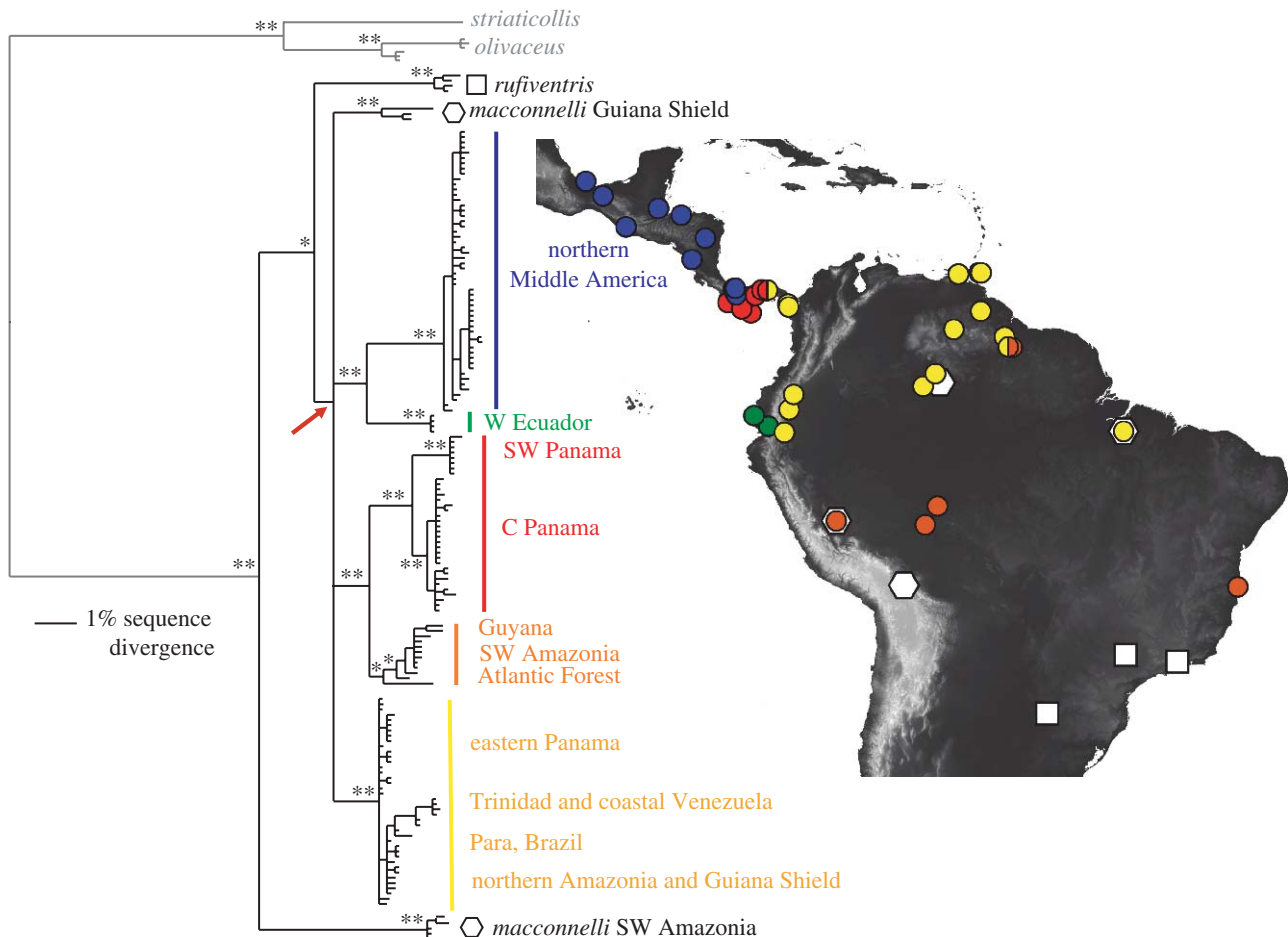 ** striaticollis
** olivaceus
**
** rufiventris
** macconnelli Guiana Shield
*
northern
Middle America
**
**
** W Ecuador
** SW Panama
**
C Panama
**
**
**
1% sequence
divergence
Guyana
* * SW Amazonia
Atlantic Forest
eastern Panama
**
Trinidad and coastal Venezuela
Para, Brazil
northern Amazonia and Guiana Shield
** macconnelli SW Amazonia